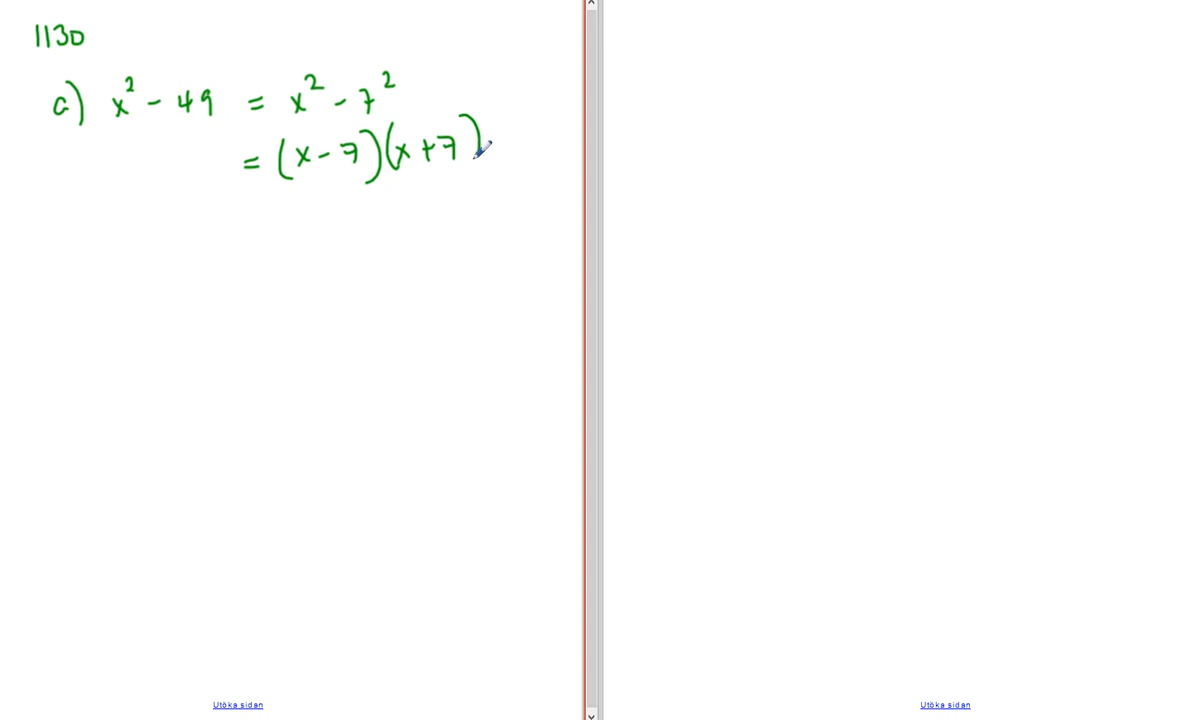 1130
a) x² - 49 = x² - 7²
= (x - 7)(x + 7)
Utöka sidan
Utöka sidan